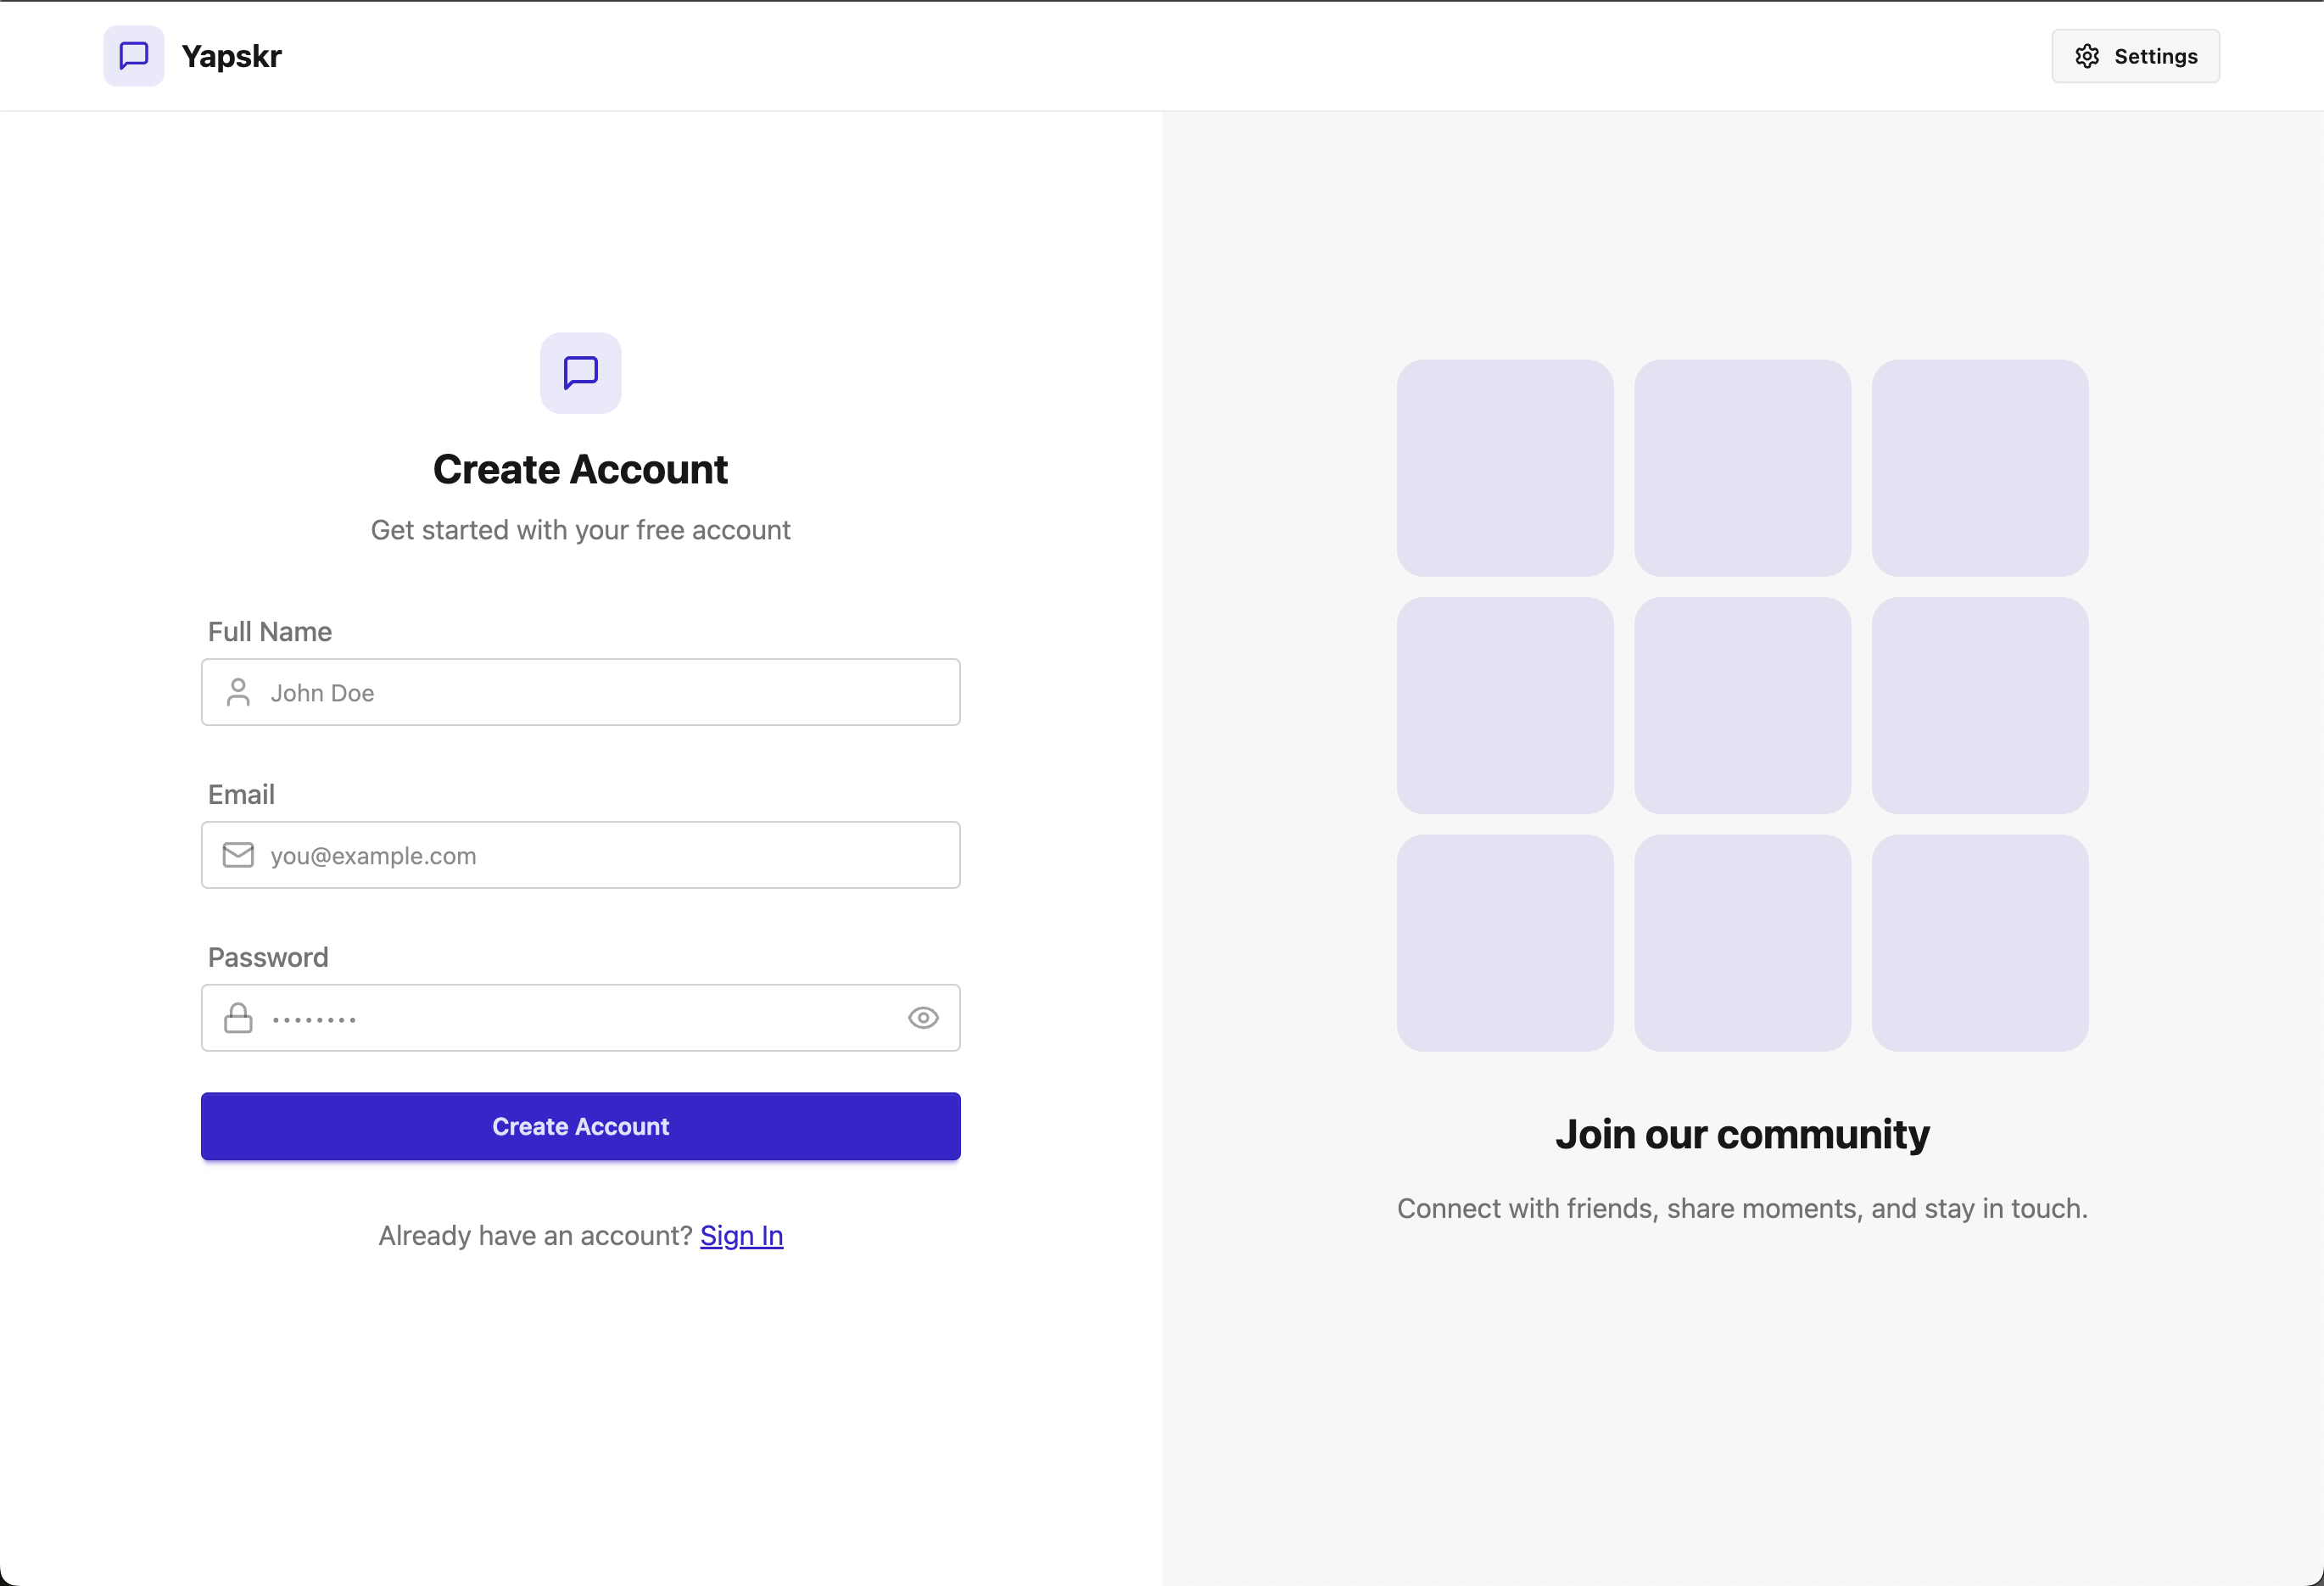 Yapskr
Settings
Create Account
Get started with your free account
Full Name
John Doe
Email
you@example.com
Password
••••••••
Create Account
Already have an account? Sign In
Join our community
Connect with friends, share moments, and stay in touch.